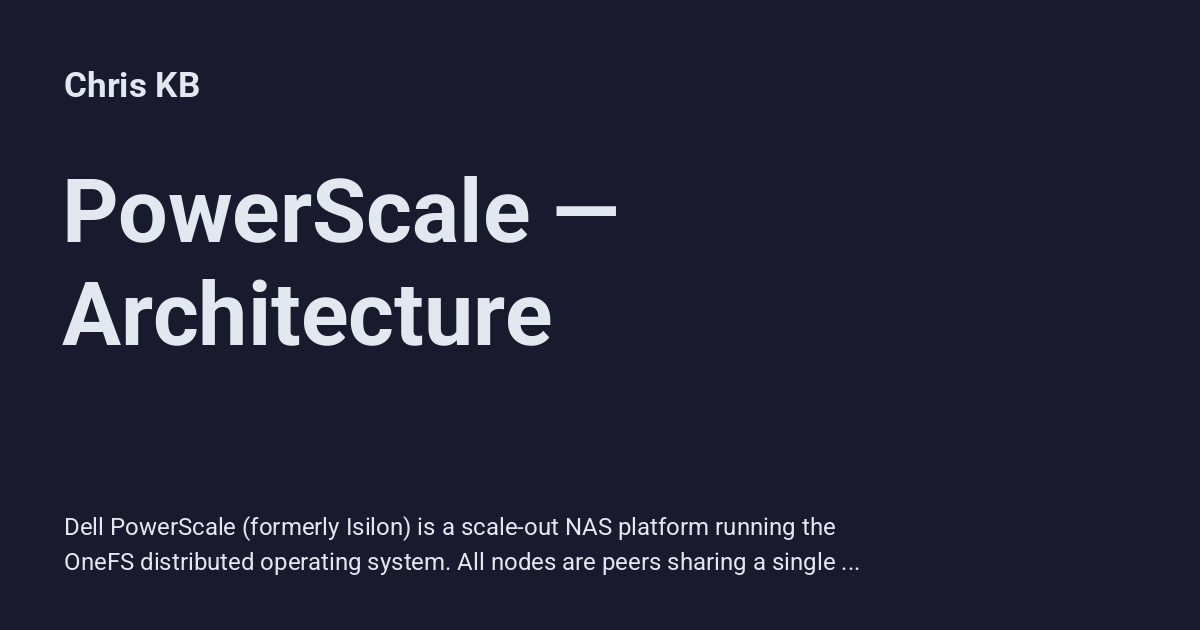 Chris KB
PowerScale —
Architecture
Dell PowerScale (formerly Isilon) is a scale-out NAS platform running the
OneFS distributed operating system. All nodes are peers sharing a single ...